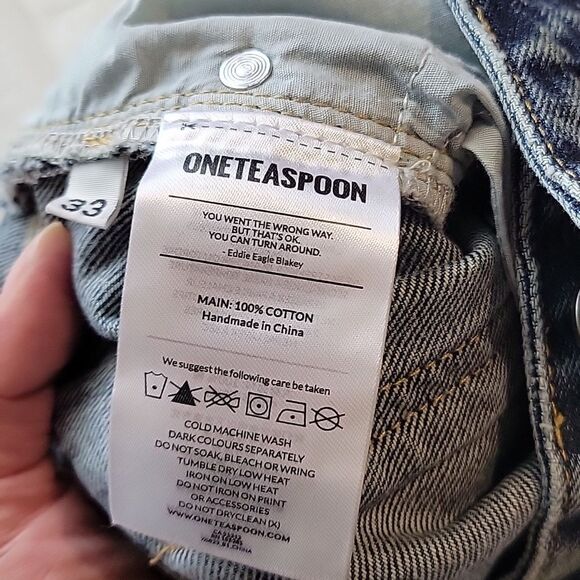 33
ONETEASPOON
YOU WENT THE WRONG WAY.
BUT THAT'S OK.
YOU CAN TURN AROUND.
- Eddie Eagle Blakey
MAIN: 100% COTTON
Handmade in China
We suggest the following care be taken
COLD MACHINE WASH
DARK COLOURS SEPARATELY
DO NOT SOAK, BLEACH OR WRING
TUMBLE DRY LOW HEAT
IRON ON LOW HEAT
DO NOT IRON ON PRINT
OR ACCESSORIES
DO NOT DRYCLEAN (X)
WWW.ONETEASPOON.COM